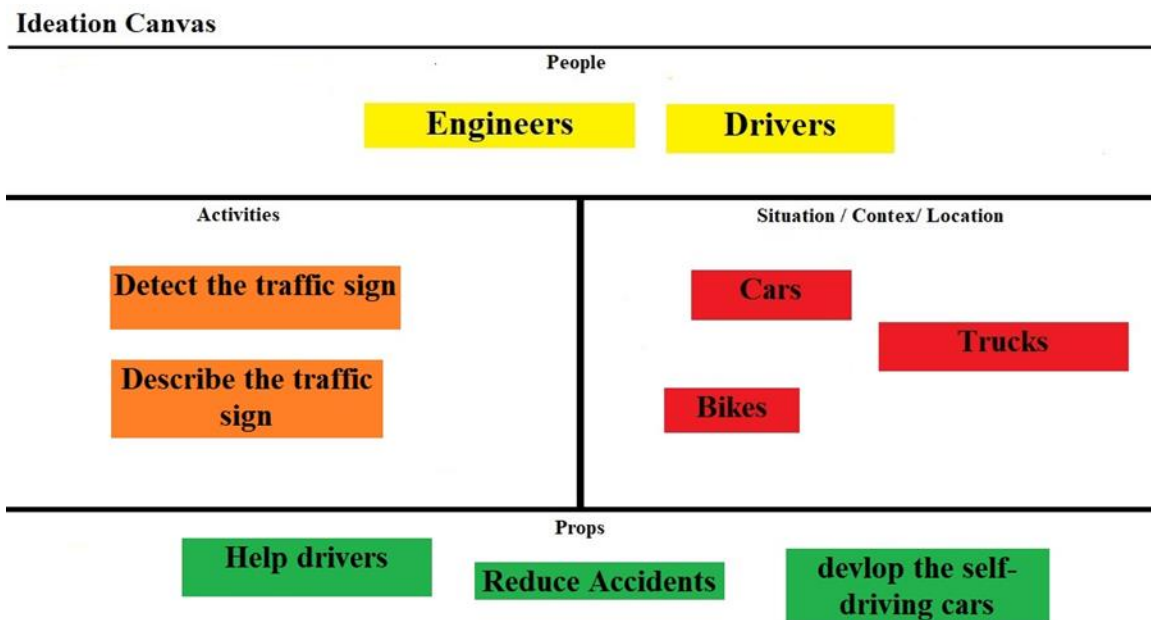 Ideation Canvas
People
Engineers
Drivers
Activities
Detect the traffic sign
Describe the traffic
sign
Situation / Contex/ Location
Cars
Trucks
Bikes
Props
Help drivers
Reduce Accidents
devlop the self-
driving cars